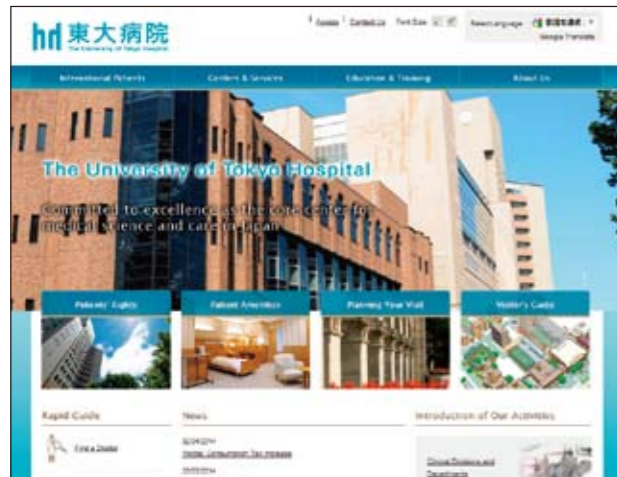 Access Contact Us Font Size Select Language
hd 東大病院
The University of Tokyo Hospital
Google Translate
International Patients Centers & Services Education & Training About Us
The University of Tokyo Hospital
Committed to excellence as the core center for
medical science and care in Japan
Patients' Rights Patient Amenities Planning Your Visit Visitor's Guide
Rapid Guide News Introduction of Our Activities
Find a Doctor
Clinical Divisions and
Departments